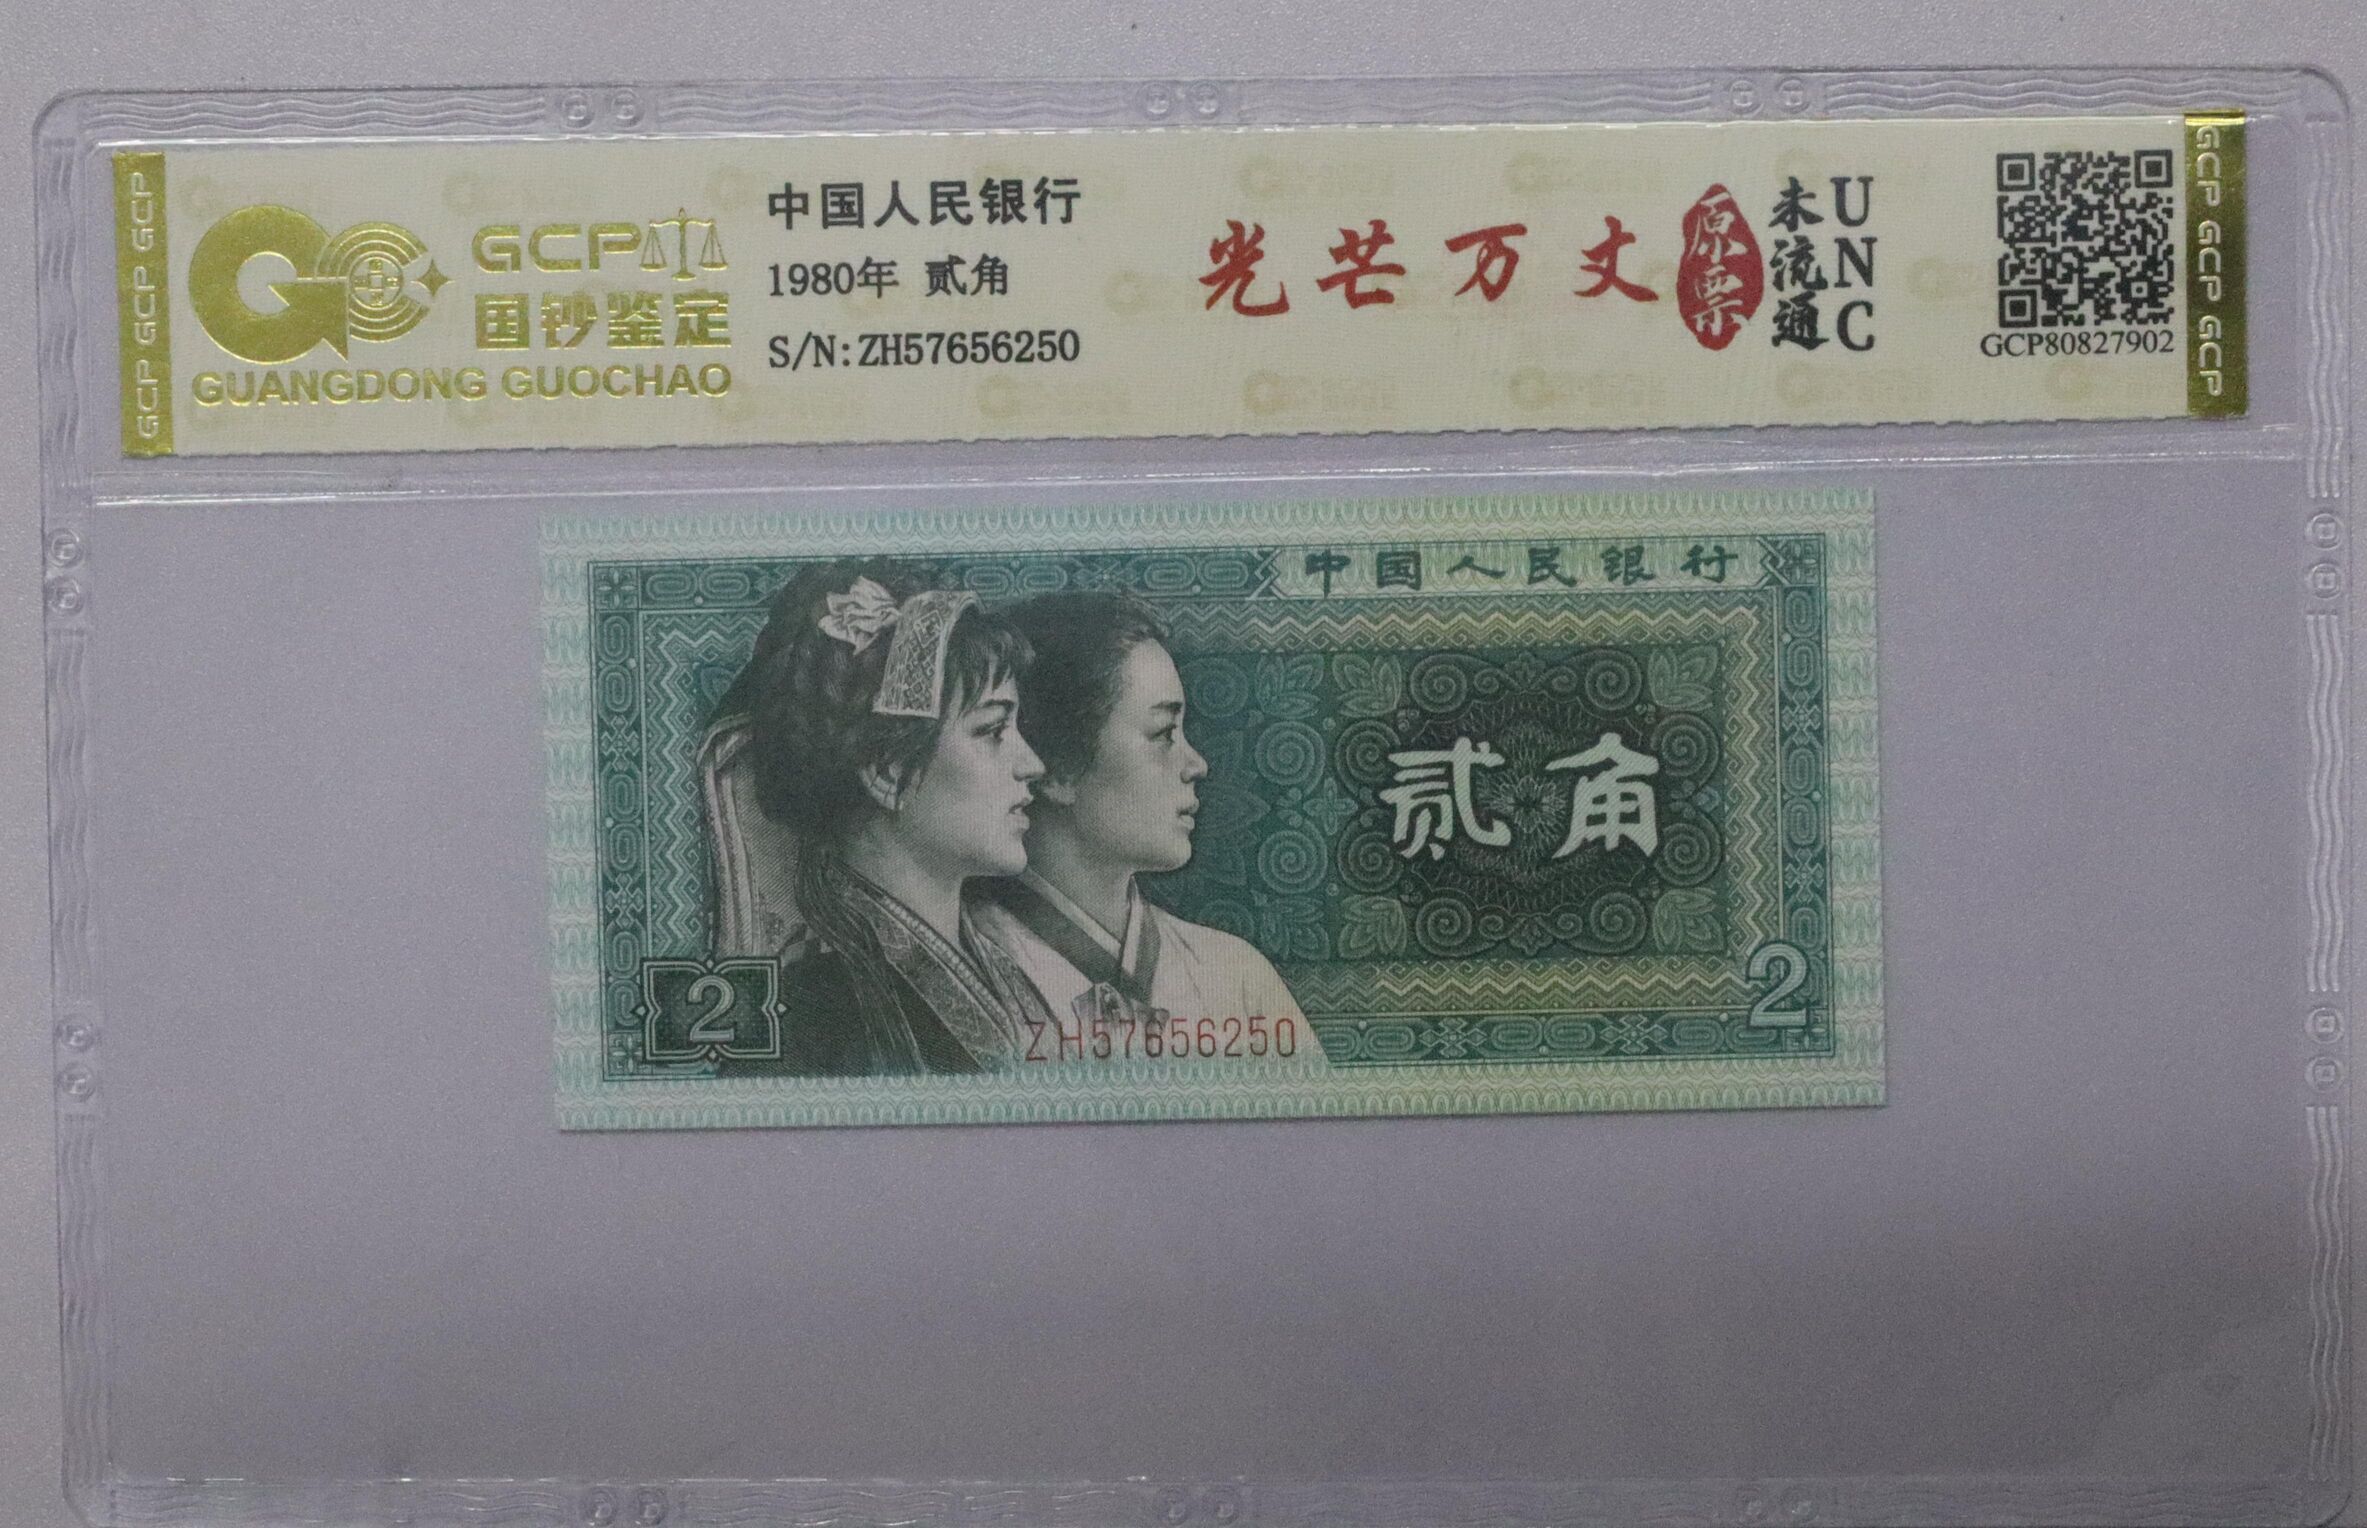 GCP GCP GCP
GCP
国钞鉴定
GUANGDONG GUOCHAO
中国人民银行
1980年 贰角
S/N:ZH57656250
光芒万丈
原票
未流通
UNC
GCP80827902
GCP GCP GCP
中国人民银行
贰角
2
2
ZH57656250